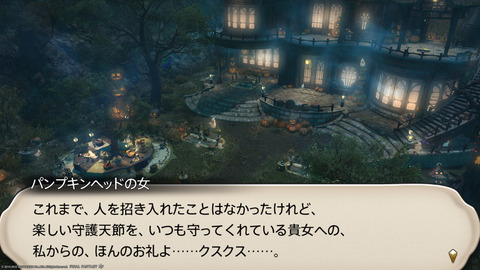 パンプキンヘッドの女
これまで、人を招き入れたことはなかったけれど、
楽しい守護天節を、いつも守ってくれている貴女への、
私からの、ほんのお礼よ……クスクス……。